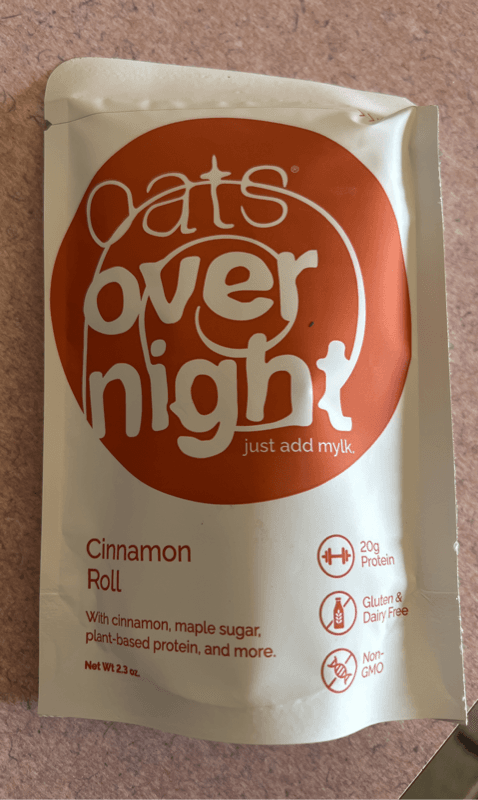 oats®
over
night
just add mylk.
Cinnamon
Roll
With cinnamon, maple sugar,
plant-based protein, and more.
Net Wt 2.3 oz.
20g
Protein
Gluten &
Dairy Free
Non-
GMO